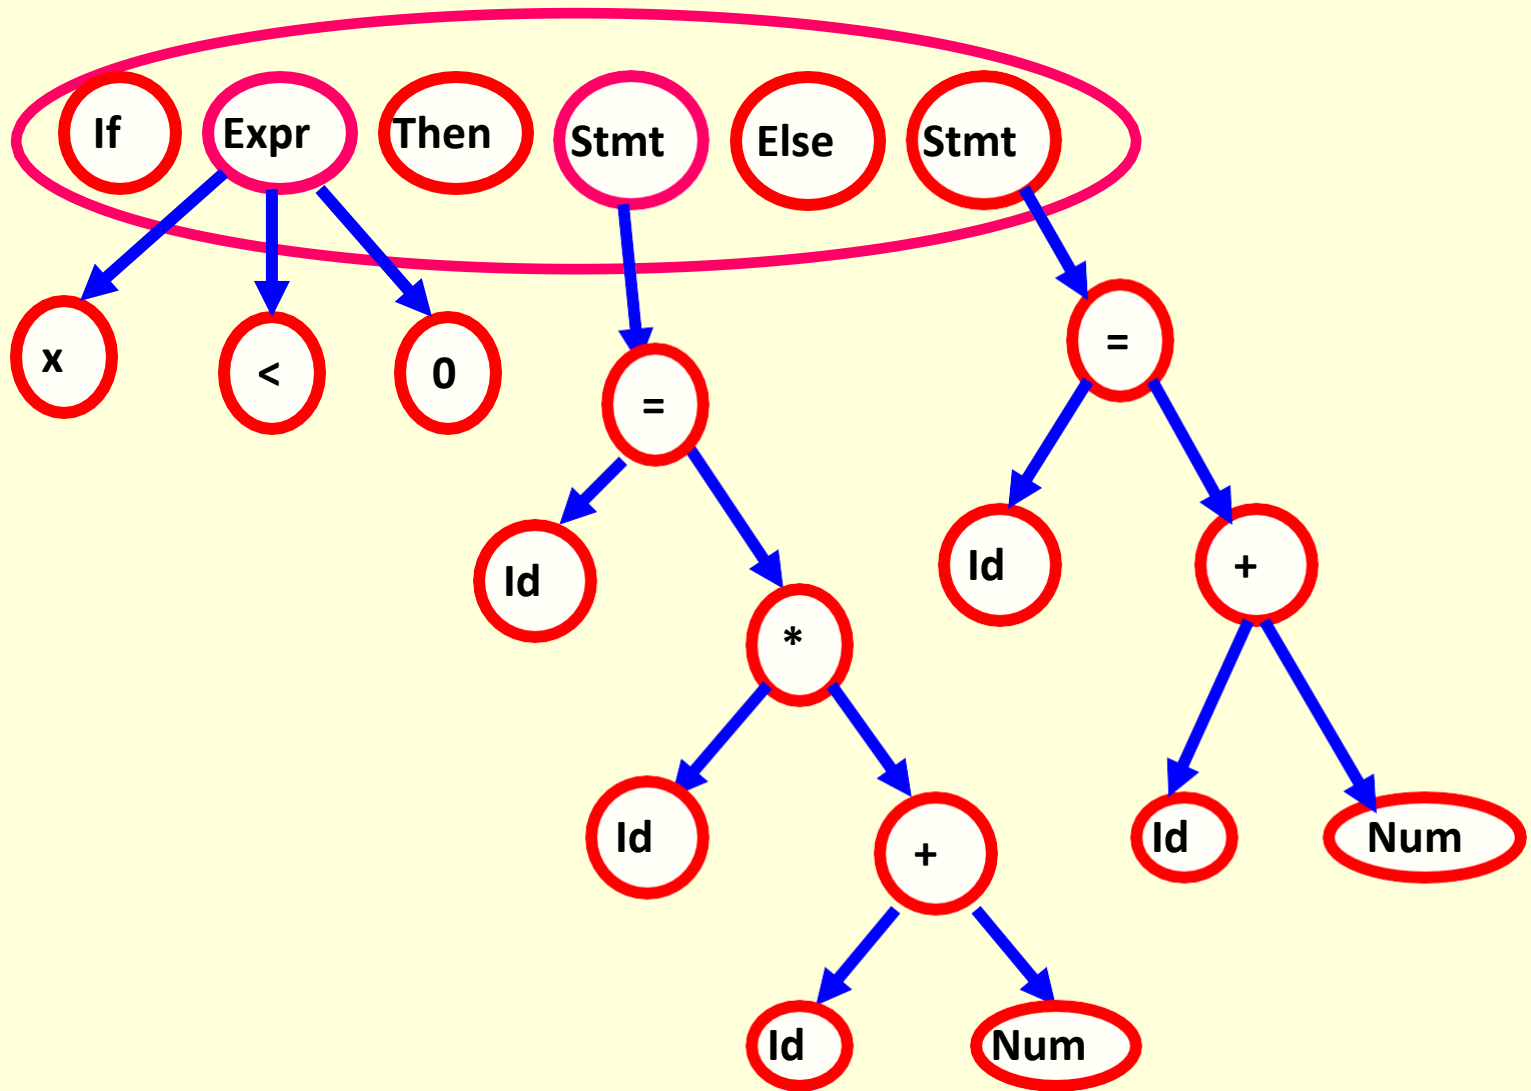 If Expr Then Stmt Else Stmt
x < 0 = =
Id Id +
*
Id + Id Num
Id Num